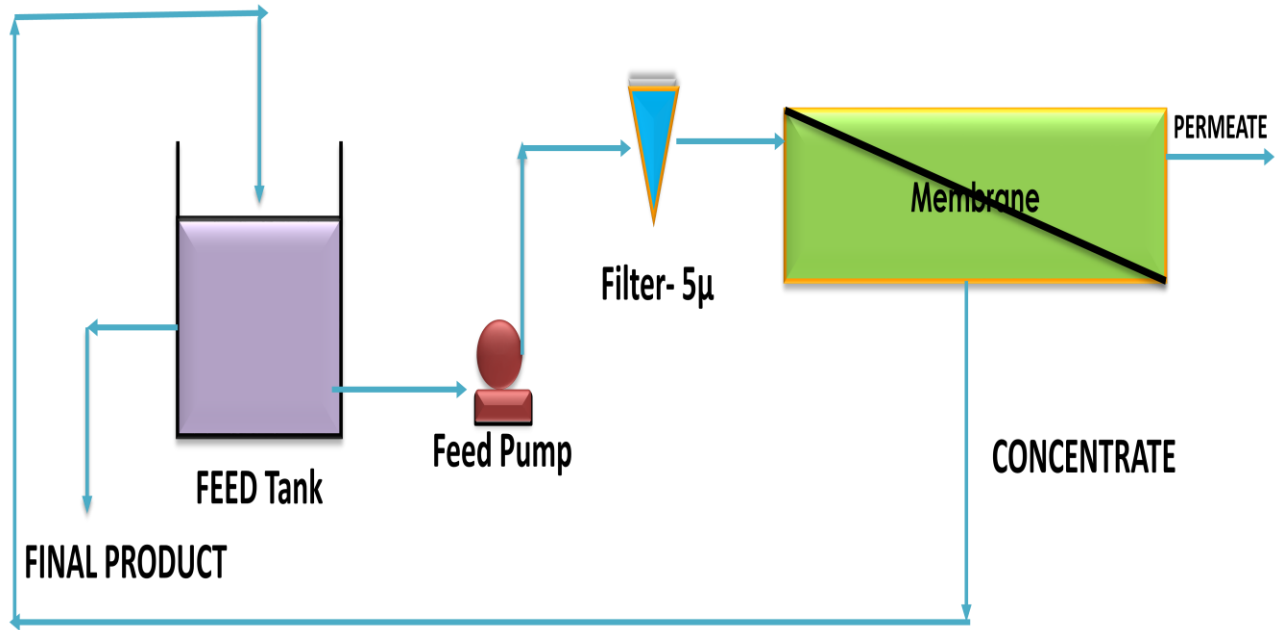 PERMEATE
Membrane
Filter- 5µ
Feed Pump
CONCENTRATE
FEED Tank
FINAL PRODUCT